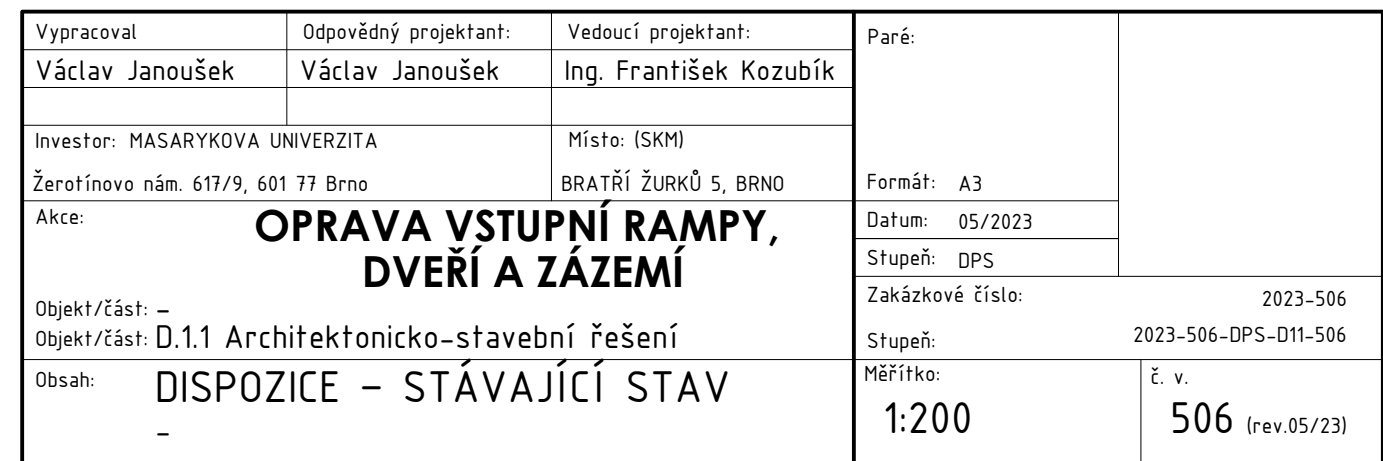 Vypracoval
Odpovědný projektant:
Vedoucí projektant:
Václav Janoušek
Václav Janoušek
Ing. František Kozubík
Investor: MASARYKOVA UNIVERZITA
Žerotínovo nám. 617/9, 601 77 Brno
Místo: (SKM)
BRATŘÍ ŽURKŮ 5, BRNO
Akce:
OPRAVA VSTUPNÍ RAMPY,
DVEŘÍ A ZÁZEMÍ
Objekt/část: –
Objekt/část: D.1.1 Architektonicko-stavební řešení
Obsah:
DISPOZICE – STÁVAJÍCÍ STAV
–
Paré:
Formát: A3
Datum: 05/2023
Stupeň: DPS
Zakázkové číslo: 2023-506
Stupeň: 2023-506-DPS-D11-506
Měřítko:
1:200
č. v.
506 (rev.05/23)